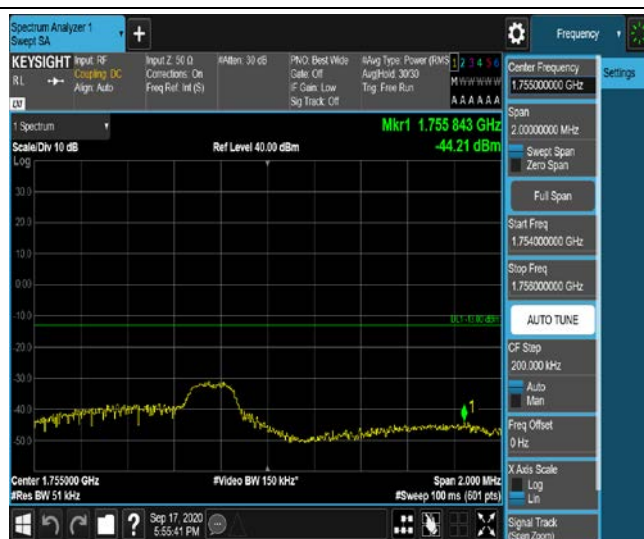 Spectrum Analyzer 1
Swept SA
+
Frequency
KEYSIGHT
RL
Input: RF
Coupling: DC
Align: Auto
Input Z: 50 Ω
Corrections: On
Freq Ref: Int (S)
#Atten: 30 dB
PNO: Best Wide
Gate: Off
IF Gain: Low
Sig Track: Off
#Avg Type: Power (RMS
Avg|Hold: 30/30
Trig: Free Run
1 2 3 4 5 6
M W W W W W
A A A A A A
1 Spectrum
Scale/Div 10 dB
Log
Ref Level 40.00 dBm
Mkr1 1.755 843 GHz
-44.21 dBm
30.0
20.0
10.0
0.00
-10.0
-20.0
-30.0
-40.0
-50.0
DL1 -13.00 dBm
1
Center 1.755000 GHz
#Res BW 51 kHz
#Video BW 150 kHz*
Span 2.000 MHz
#Sweep 100 ms (601 pts)
Sep 17, 2020
5:55:41 PM
Center Frequency
1.755000000 GHz
Settings
Span
2.00000000 MHz
Swept Span
Zero Span
Full Span
Start Freq
1.754000000 GHz
Stop Freq
1.756000000 GHz
AUTO TUNE
CF Step
200.000 kHz
Auto
Man
Freq Offset
0 Hz
X Axis Scale
Log
Lin
Signal Track
(Span Zoom)